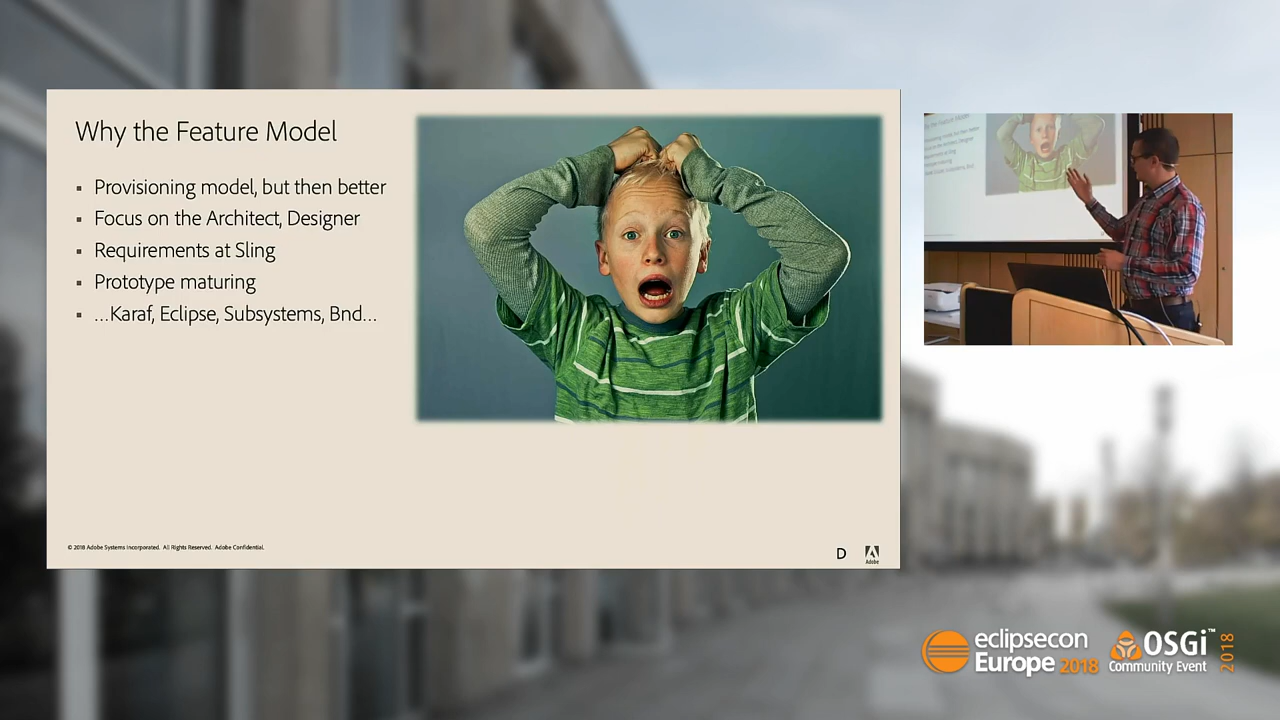 Why the Feature Model
▪ Provisioning model, but then better
▪ Focus on the Architect, Designer
▪ Requirements at Sling
▪ Prototype maturing
▪ ...Karaf, Eclipse, Subsystems, Bnd...
© 2018 Adobe Systems Incorporated. All Rights Reserved. Adobe Confidential.
D
Adobe
eclipsecon
Europe 2018
OSGi™
Community Event
2018